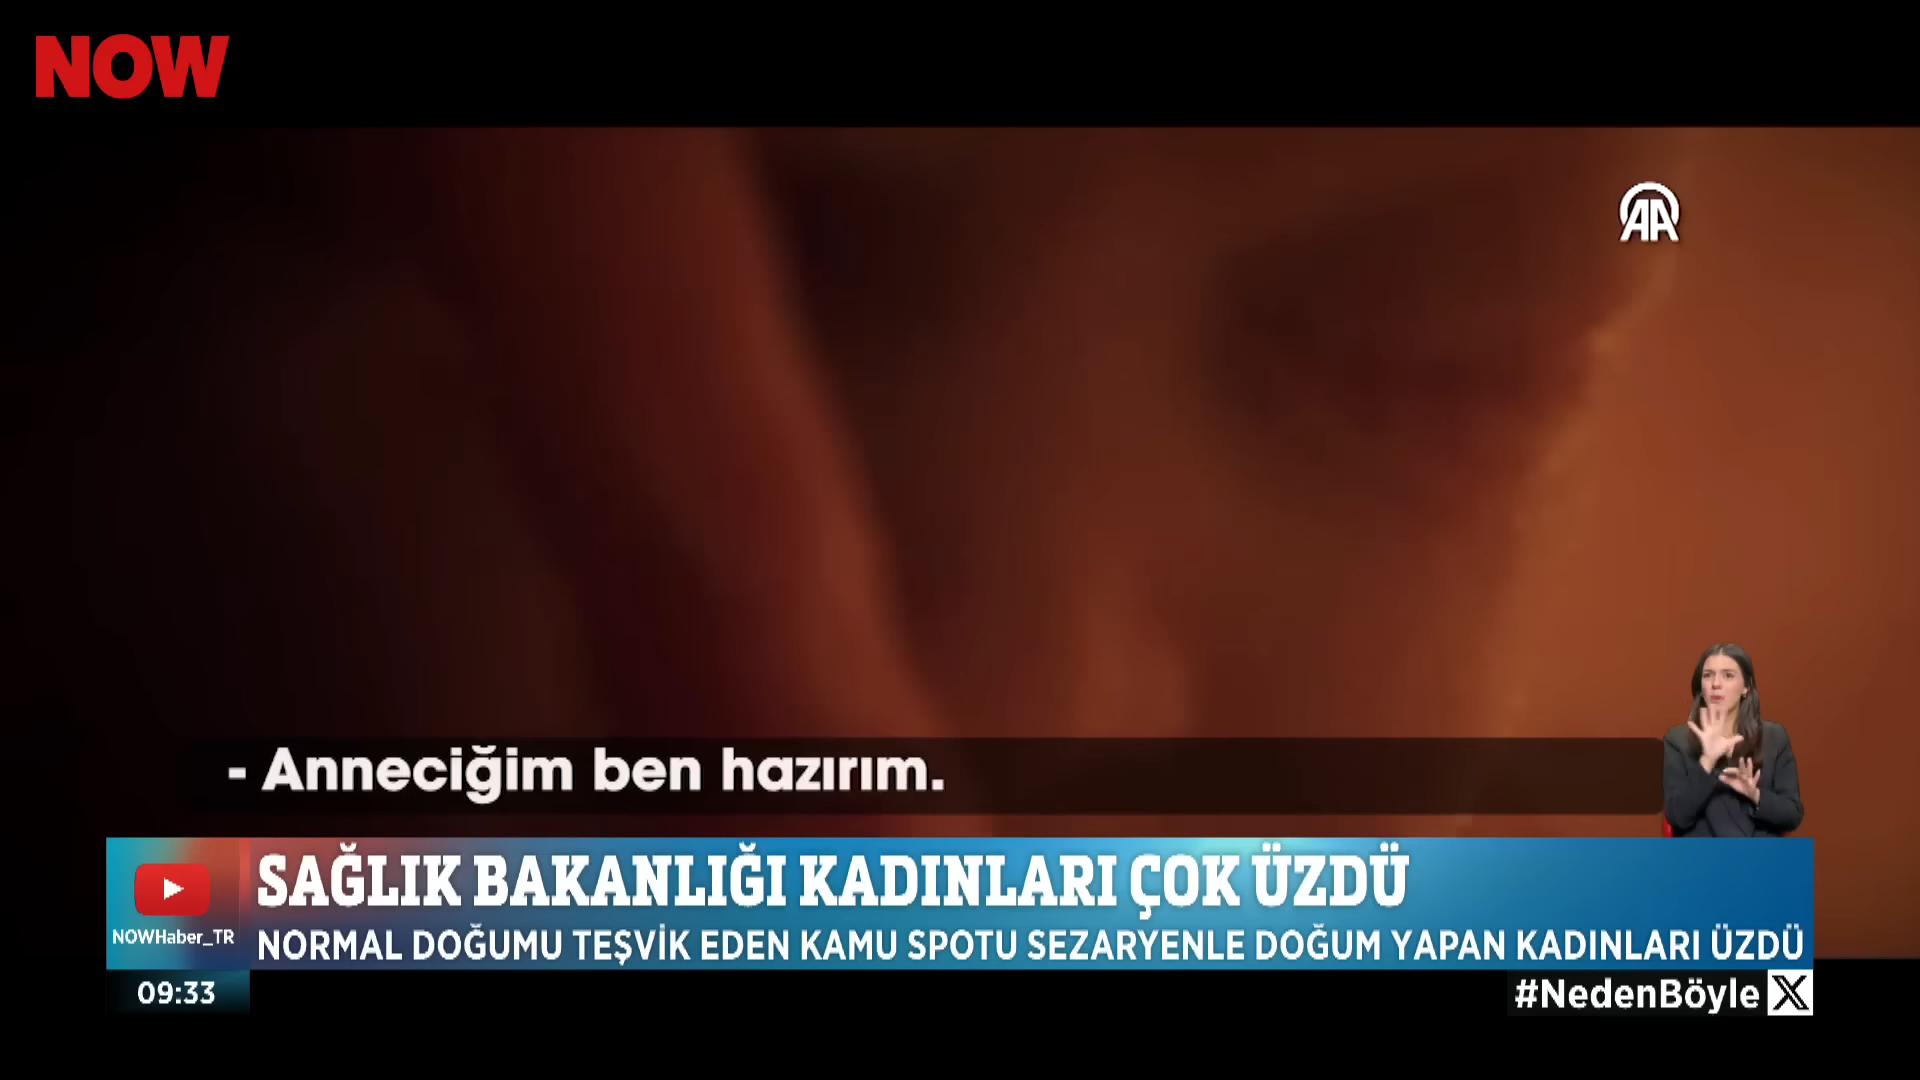 NOW
AA
- Anneciğim ben hazırım.
SAĞLIK BAKANLIĞI KADINLARI ÇOK ÜZDÜ
NOWHaber_TR
NORMAL DOĞUMU TEŞVİK EDEN KAMU SPOTU SEZARYENLE DOĞUM YAPAN KADINLARI ÜZDÜ
09:33
#NedenBöyle X